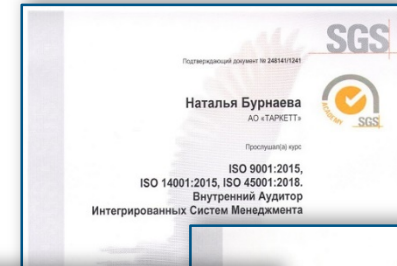 SGS
Подтверждающий документ № 248141/1241
Наталья Бурнаева
АО «ТАРКЕТТ»
ACADEMY
SGS
Прослушал(а) курс
ISO 9001:2015,
ISO 14001:2015, ISO 45001:2018.
Внутренний Аудитор
Интегрированных Систем Менеджмента